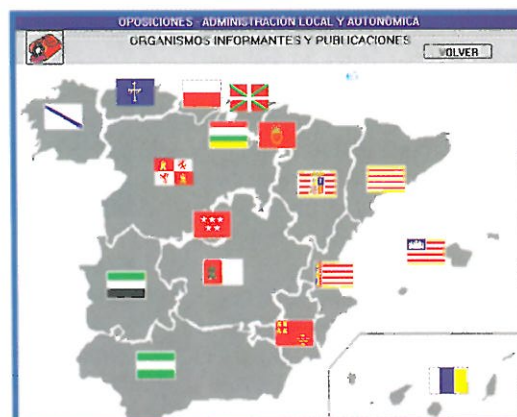 OPOSICIONES - ADMINISTRACIÓN LOCAL Y AUTONÓMICA
ORGANISMOS INFORMANTES Y PUBLICACIONES
VOLVER